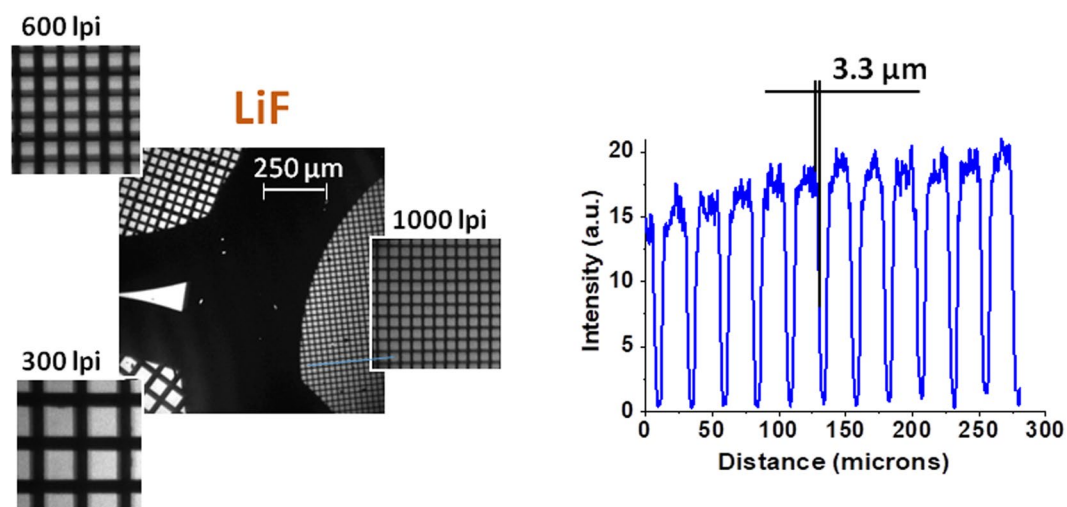 600 lpi
LiF
250 µm
1000 lpi
300 lpi
3.3 µm
20
15
10
5
0
Intensity (a.u.)
0 50 100 150 200 250 300
Distance (microns)